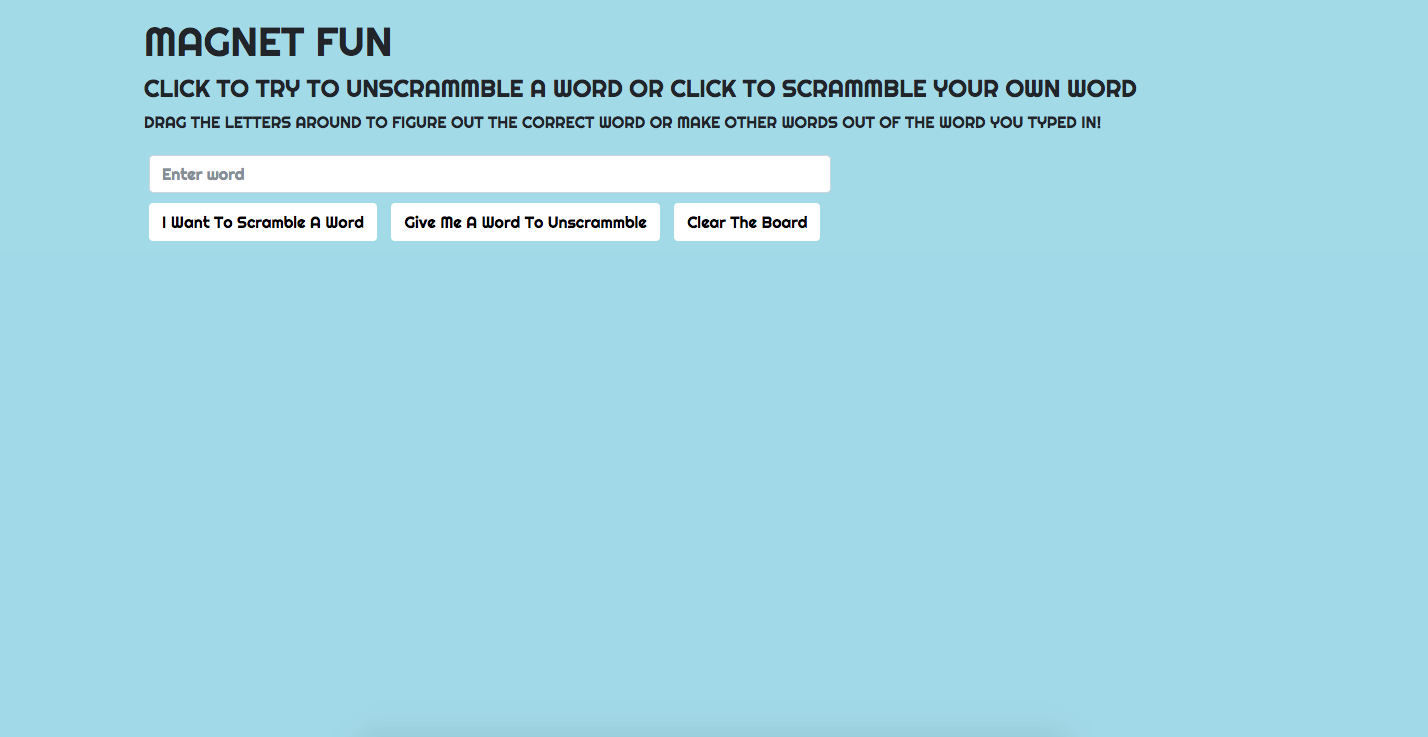 MAGNET FUN
CLICK TO TRY TO UNSCRAMMBLE A WORD OR CLICK TO SCRAMMBLE YOUR OWN WORD
DRAG THE LETTERS AROUND TO FIGURE OUT THE CORRECT WORD OR MAKE OTHER WORDS OUT OF THE WORD YOU TYPED IN!
Enter word
I Want To Scramble A Word Give Me A Word To Unscrammble Clear The Board